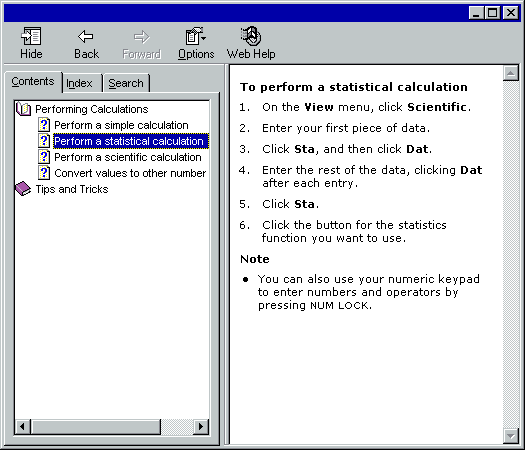 Hide Back Forward Options Web Help
Contents Index Search
Performing Calculations
Perform a simple calculation
Perform a statistical calculation
Perform a scientific calculation
Convert values to other number
Tips and Tricks
To perform a statistical calculation
1. On the View menu, click Scientific.
2. Enter your first piece of data.
3. Click Sta, and then click Dat.
4. Enter the rest of the data, clicking Dat
after each entry.
5. Click Sta.
6. Click the button for the statistics
function you want to use.
Note
• You can also use your numeric keypad
to enter numbers and operators by
pressing NUM LOCK.